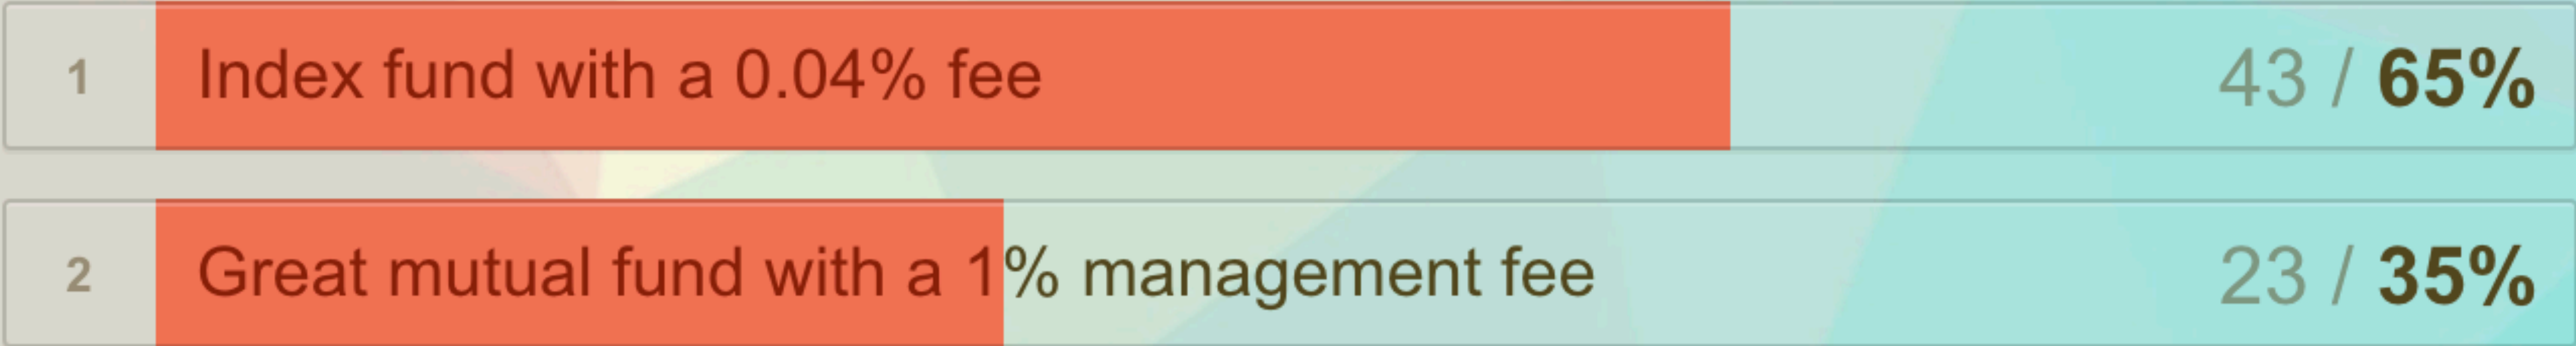 1 Index fund with a 0.04% fee 43 / 65%
2 Great mutual fund with a 1% management fee 23 / 35%